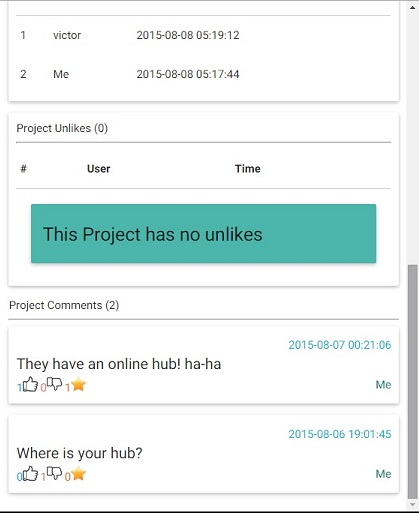 1 victor 2015-08-08 05:19:12
2 Me 2015-08-08 05:17:44
Project Unlikes (0)
# User Time
This Project has no unlikes
Project Comments (2)
2015-08-07 00:21:06
They have an online hub! ha-ha
1 0 1
Me
2015-08-06 19:01:45
Where is your hub?
0 1 0
Me